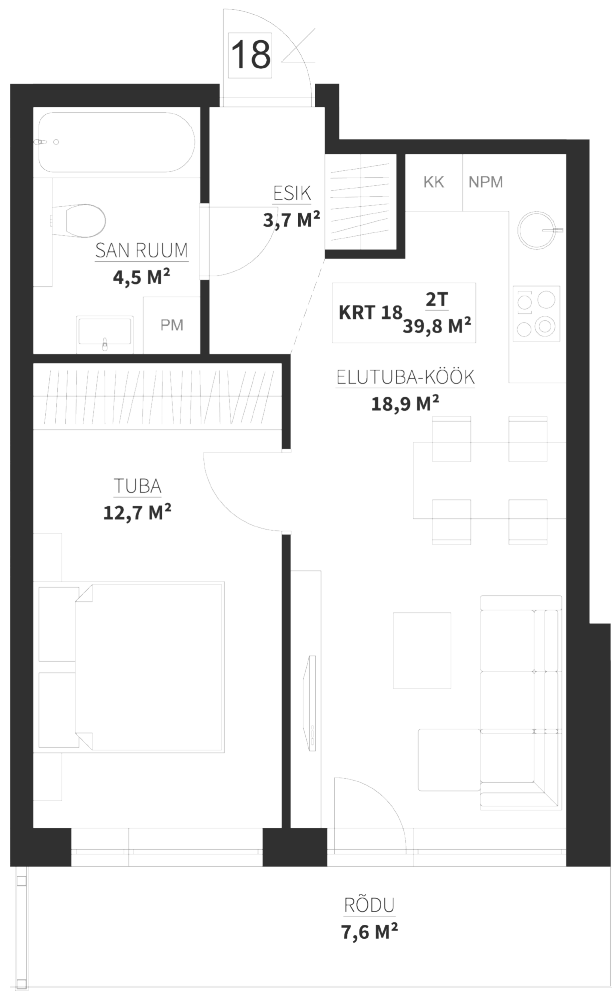 18
KK
NPM
ESIK
3,7 M²
SAN RUUM
4,5 M²
PM
KRT 18
2T
39,8 M²
ELUTUBA-KÖÖK
18,9 M²
TUBA
12,7 M²
RÕDU
7,6 M²